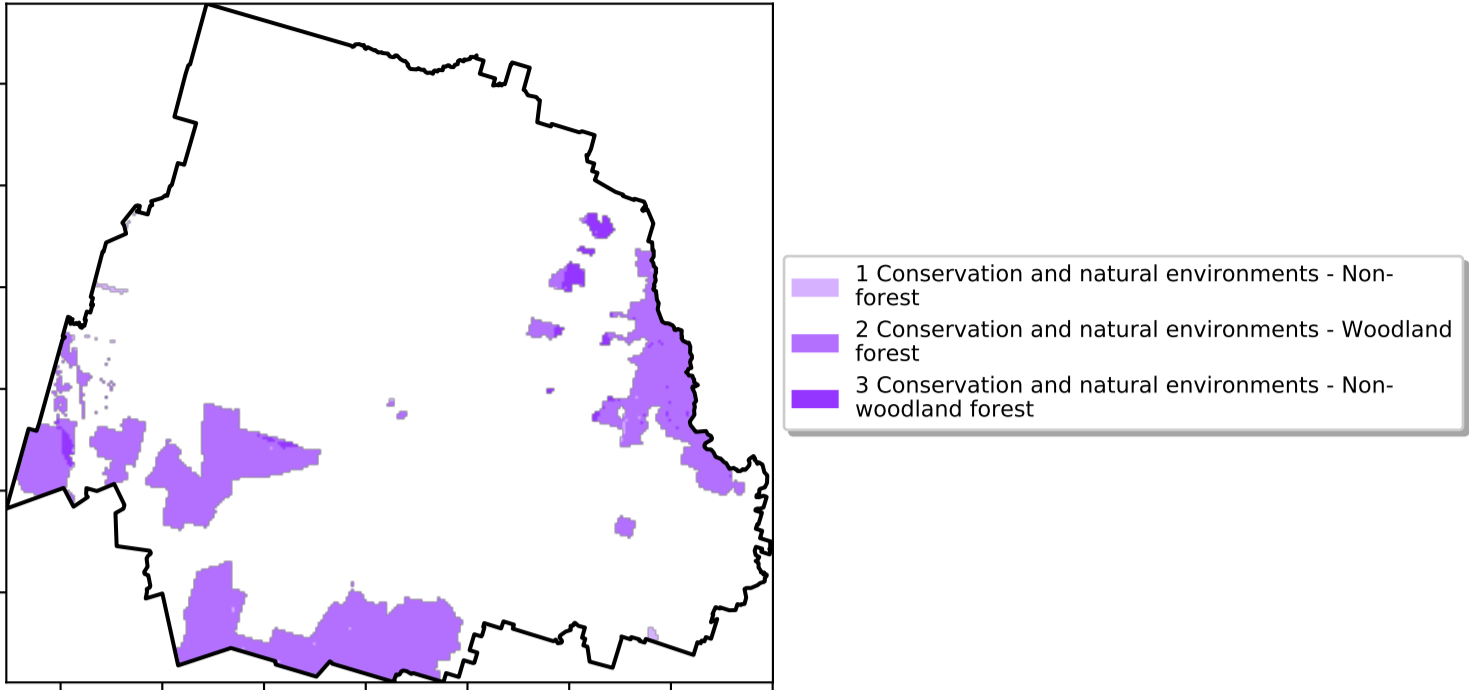 1 Conservation and natural environments - Non-
forest
2 Conservation and natural environments - Woodland
forest
3 Conservation and natural environments - Non-
woodland forest